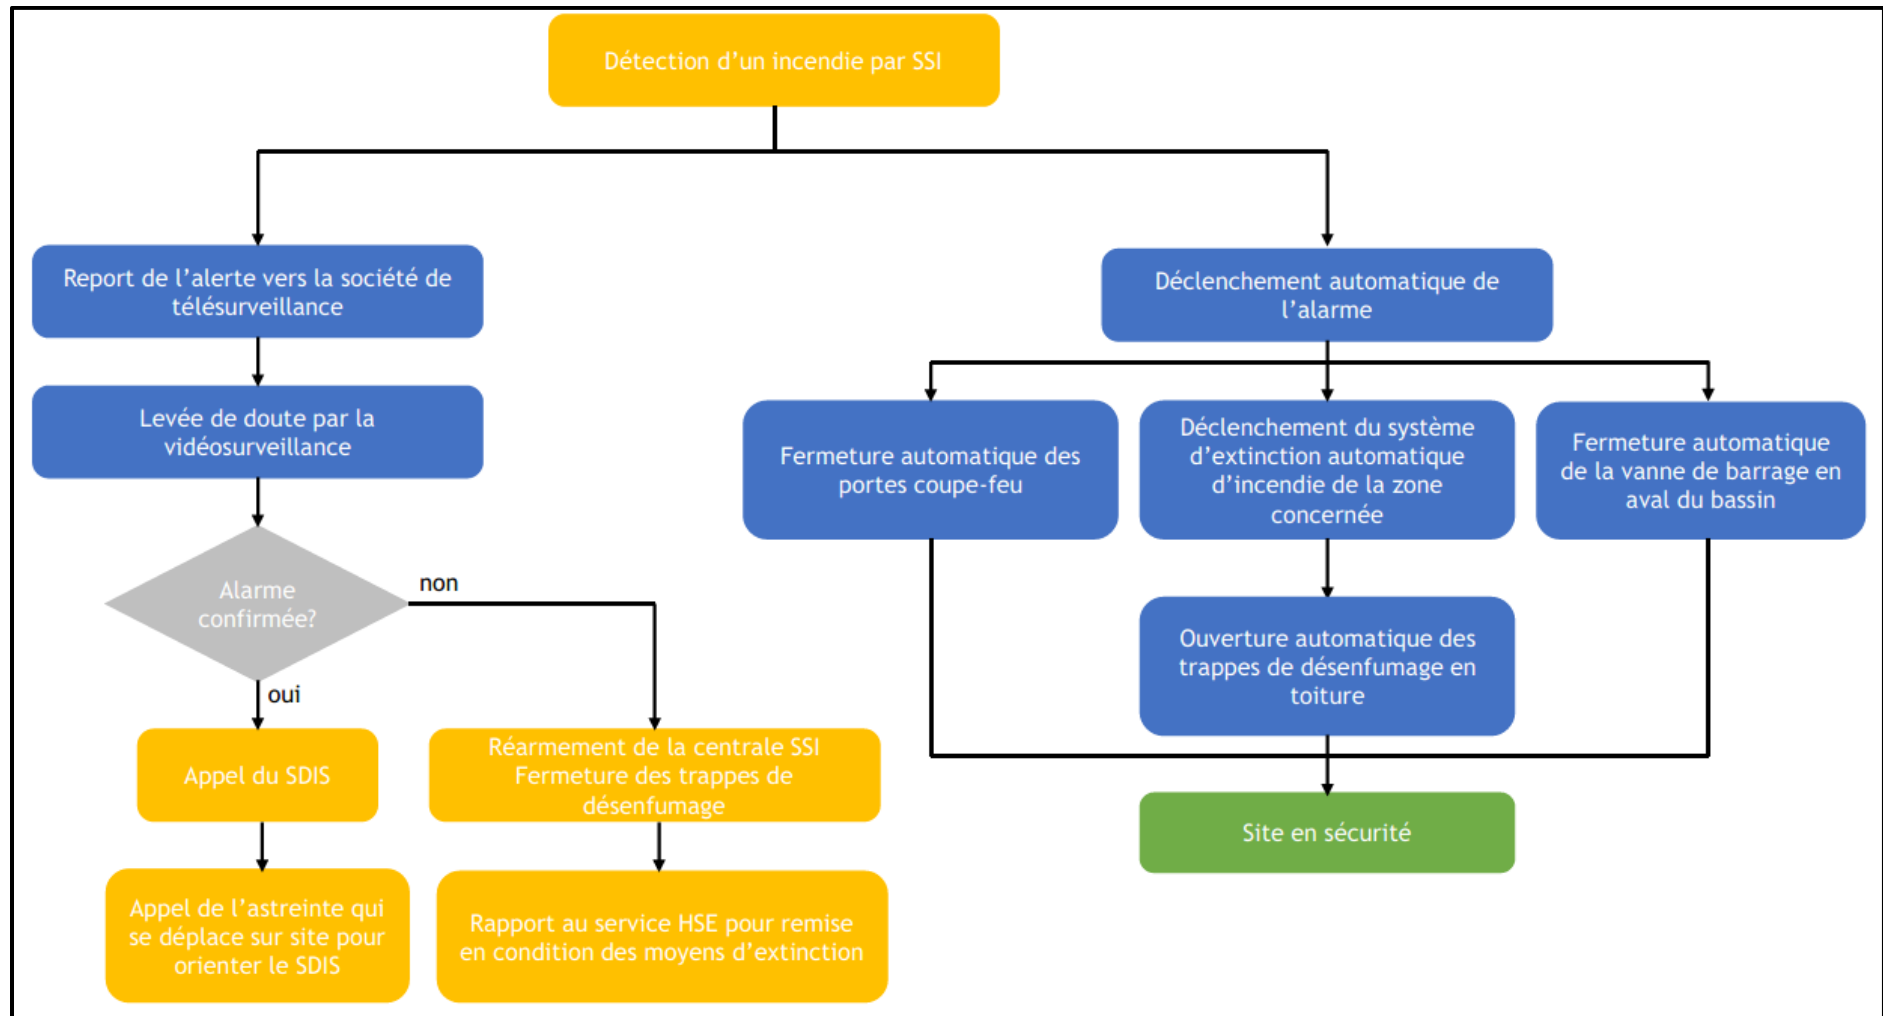 Détection d’un incendie par SSI
Report de l’alerte vers la société de
télésurveillance
Déclenchement automatique de
l’alarme
Levée de doute par la
vidéosurveillance
Fermeture automatique des
portes coupe-feu
Déclenchement du système
d’extinction automatique
d’incendie de la zone
concernée
Fermeture automatique
de la vanne de barrage en
aval du bassin
Alarme
confirmée?
non
oui
Ouverture automatique des
trappes de désenfumage en
toiture
Appel du SDIS
Réarmement de la centrale SSI
Fermeture des trappes de
désenfumage
Site en sécurité
Appel de l’astreinte qui
se déplace sur site pour
orienter le SDIS
Rapport au service HSE pour remise
en condition des moyens d’extinction